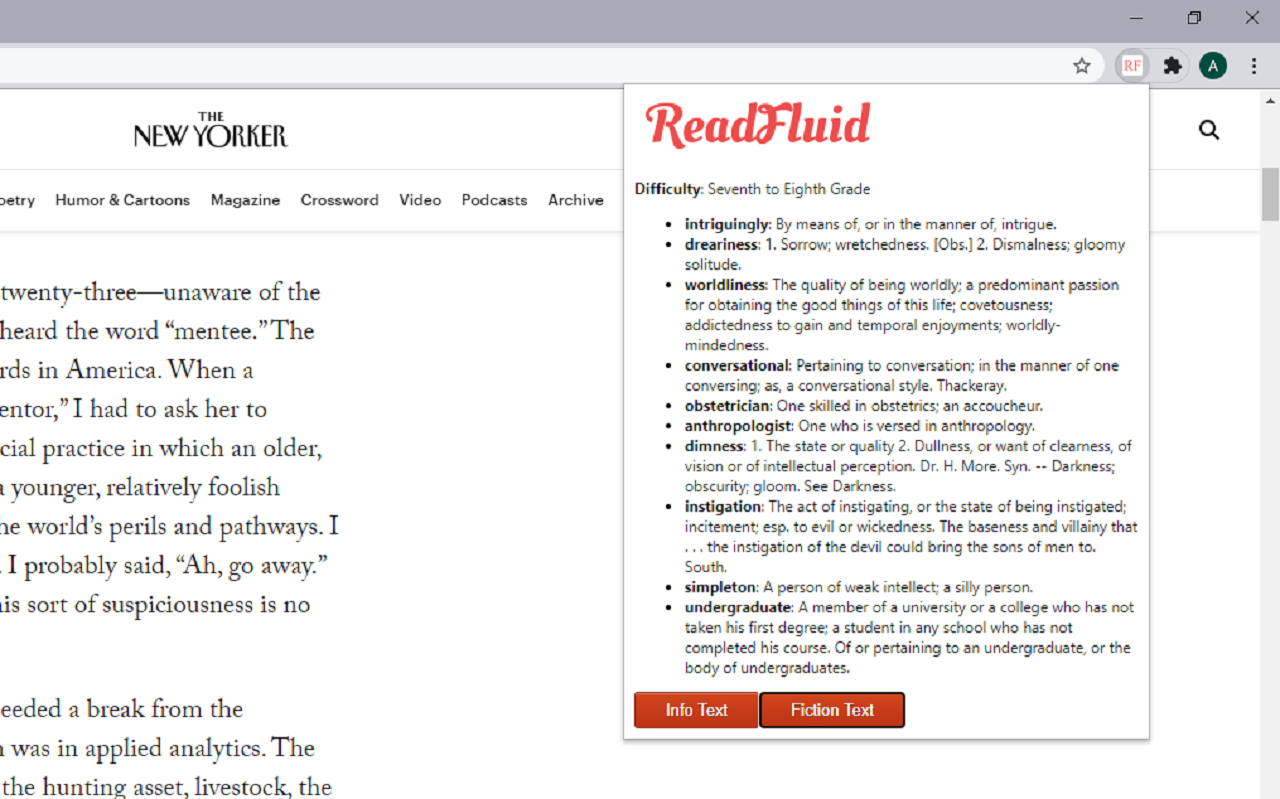 RF
A
THE
NEW YORKER
Humor & Cartoons Magazine Crossword Video Podcasts Archive
twenty-three—unaware of the
heard the word “mentee.” The
in America. When a
I had to ask her to
practice in which an older,
younger, relatively foolish
world’s perils and pathways. I
I probably said, “Ah, go away.”
sort of suspiciousness is no
a break from the
was in applied analytics. The
the hunting asset, livestock, the
ReadFluid
Difficulty: Seventh to Eighth Grade
• intriguingly: By means of, or in the manner of, intrigue.
• dreariness: 1. Sorrow; wretchedness. [Obs.] 2. Dismalness; gloomy
solitude.
• worldliness: The quality of being worldly; a predominant passion
for obtaining the good things of this life; covetousness;
addictedness to gain and temporal enjoyments; worldly-
mindedness.
• conversational: Pertaining to conversation; in the manner of one
conversing; as, a conversational style. Thackeray.
• obstetrician: One skilled in obstetrics; an accoucheur.
• anthropologist: One who is versed in anthropology.
• dimness: 1. The state or quality 2. Dullness, or want of clearness, of
vision or of intellectual perception. Dr. H. More. Syn. -- Darkness;
obscurity; gloom. See Darkness.
• instigation: The act of instigating, or the state of being instigated;
incitement; esp. to evil or wickedness. The baseness and villainy that
. . . the instigation of the devil could bring the sons of men to.
South.
• simpleton: A person of weak intellect; a silly person.
• undergraduate: A member of a university or a college who has not
taken his first degree; a student in any school who has not
completed his course. Of or pertaining to an undergraduate, or the
body of undergraduates.
Info Text Fiction Text